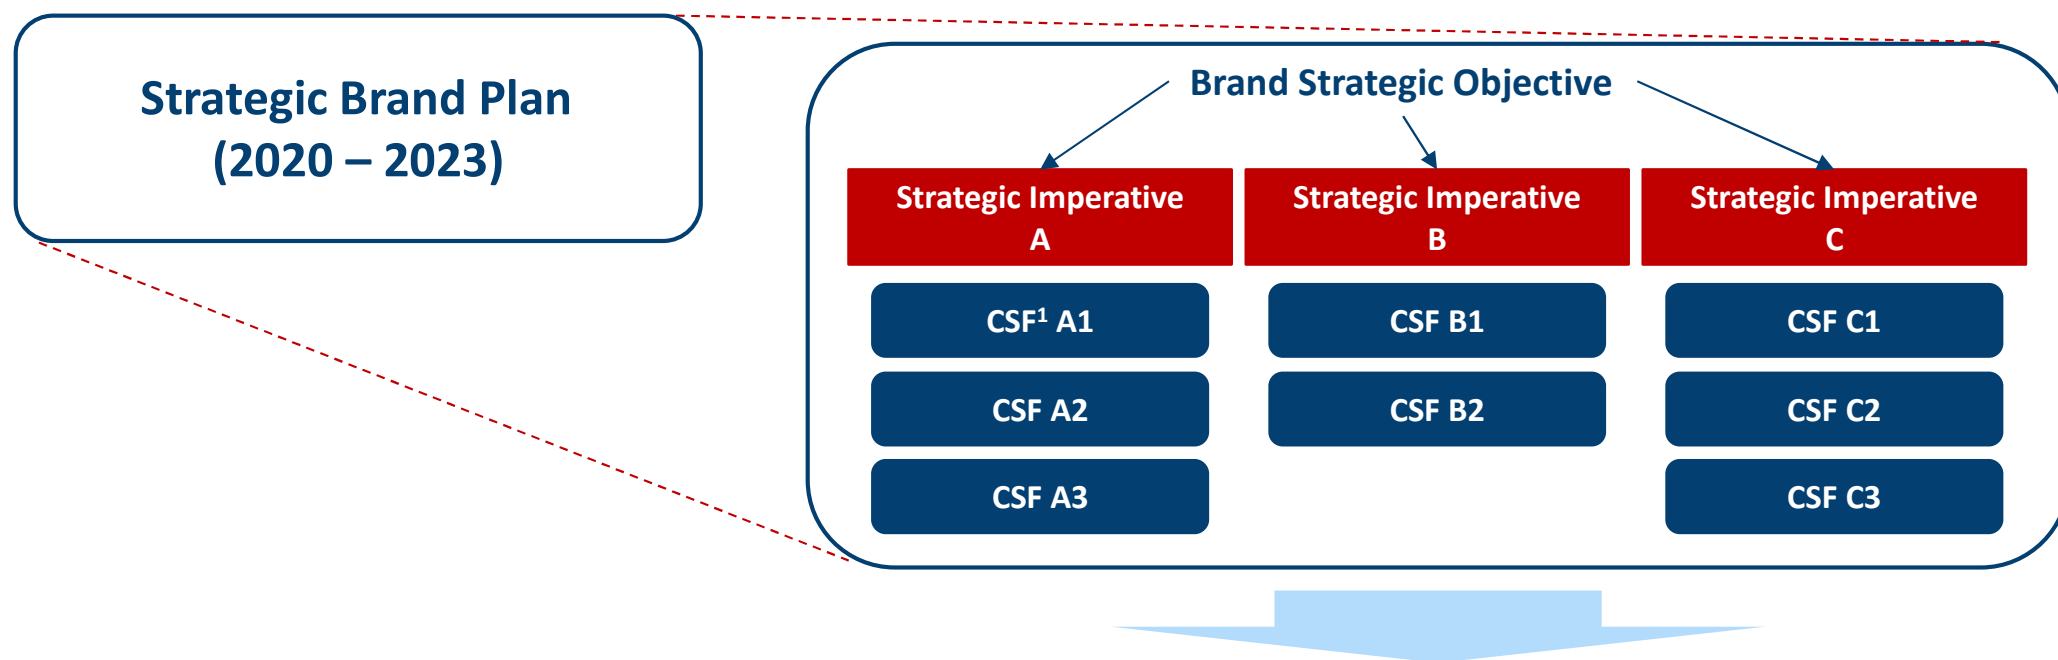 Strategic Brand Plan
(2020 – 2023)
Brand Strategic Objective
Strategic Imperative
A
Strategic Imperative
B
Strategic Imperative
C
CSF¹ A1
CSF B1
CSF C1
CSF A2
CSF B2
CSF C2
CSF A3
CSF C3